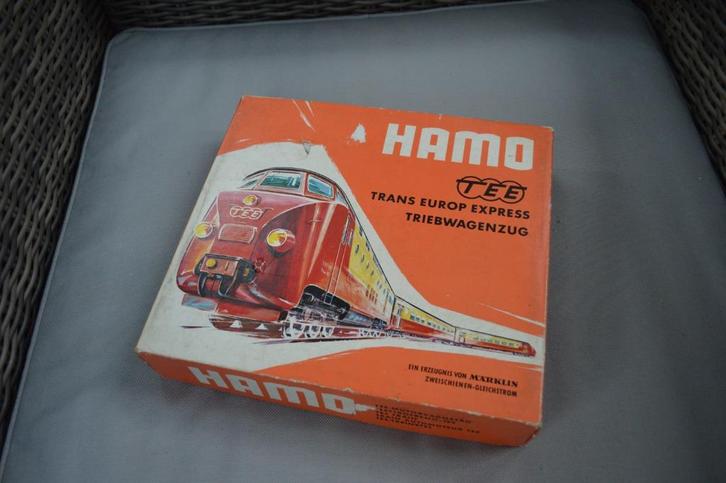 HAMO
TEE
TRANS EUROP EXPRESS
TRIEBWAGENZUG
TEE
EIN ERZEUGNIS VON MÄRKLIN
ZWEISCHIENEN-GLEICHSTROM
HAMO